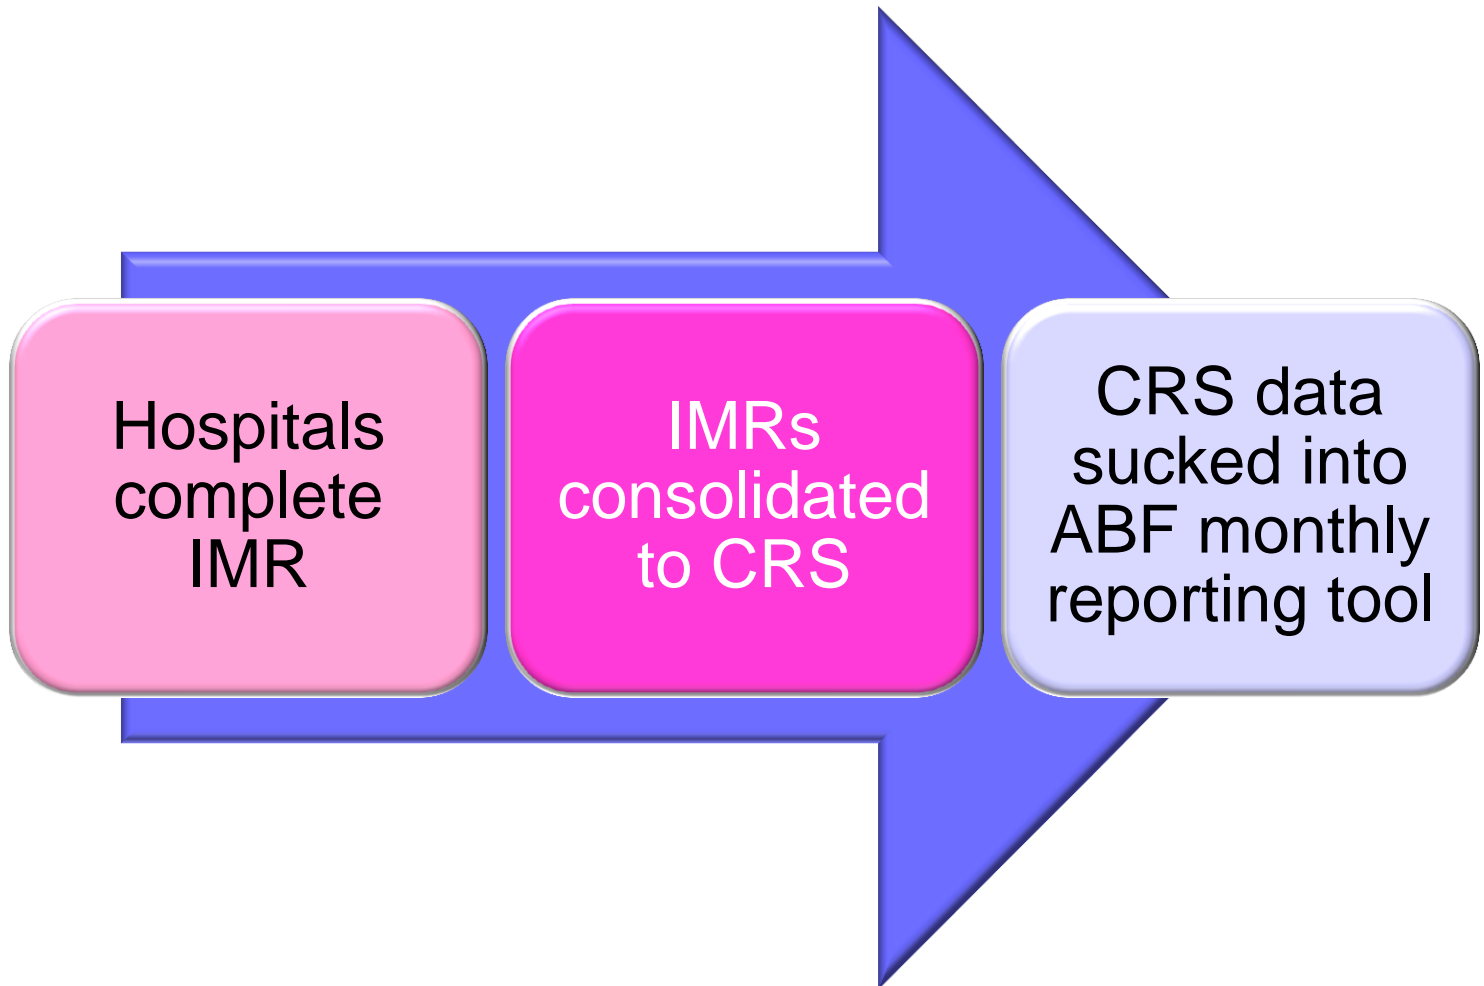 Hospitals
complete
IMR
IMRs
consolidated
to CRS
CRS data
sucked into
ABF monthly
reporting tool